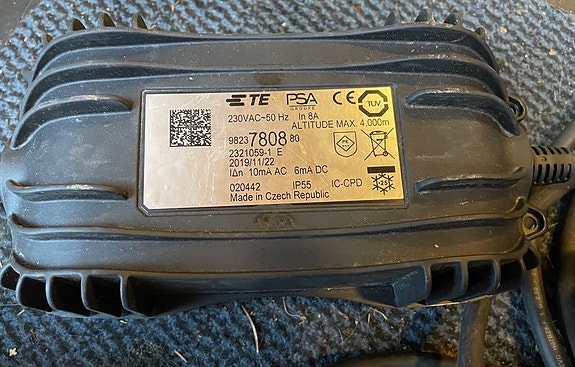 TE PSA CE TÜV
GROUPE
230VAC~50 Hz In 8A
ALTITUDE MAX. 4.000m
9823 7808 80
2321059-1 E
2019/11/22
IΔn 10mA AC 6mA DC
020442 IP55 IC-CPD
Made in Czech Republic
-25